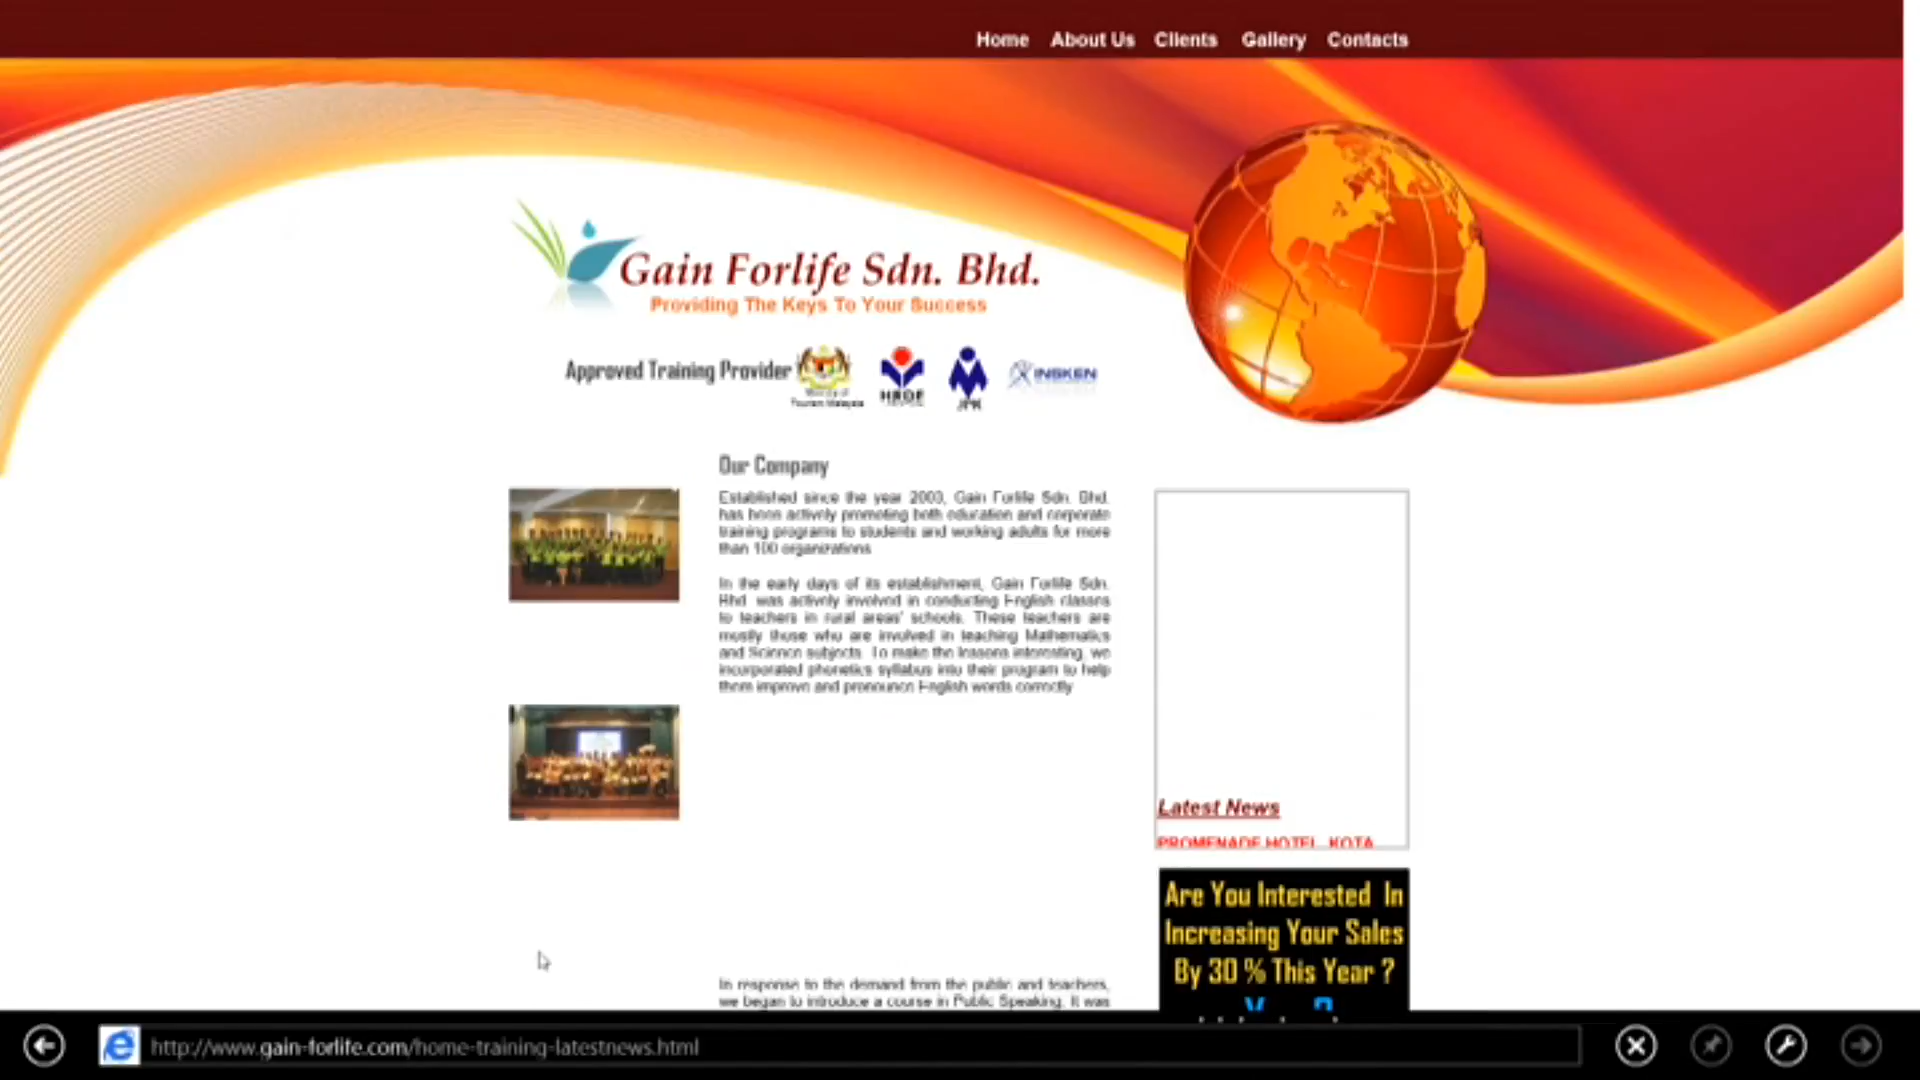 Home About Us Clients Gallery Contacts
Gain Forlife Sdn. Bhd.
Providing The Keys To Your Success
Approved Training Provider
Ministry of
Tourism Malaysia
HRDF
JPK
INSKEN
Our Company
Established since the year 2003, Gain Forlife Sdn. Bhd.
has been actively promoting both education and corporate
training programs to students and working adults for more
than 100 organizations
In the early days of its establishment, Gain Forlife Sdn.
Bhd. was actively involved in conducting English classes
to teachers in rural areas' schools. These teachers are
mostly those who are involved in teaching Mathematics
and Science subjects. To make the lessons interesting, we
incorporated phonetics syllabus into their program to help
them improve and pronounce English words correctly
In response to the demand from the public and teachers,
we began to introduce a course in Public Speaking. It was
Latest News
PROMENADE HOTEL, KOTA
Are You Interested In
Increasing Your Sales
By 30 % This Year ?
http://www.gain-forlife.com/home-training-latestnews.html